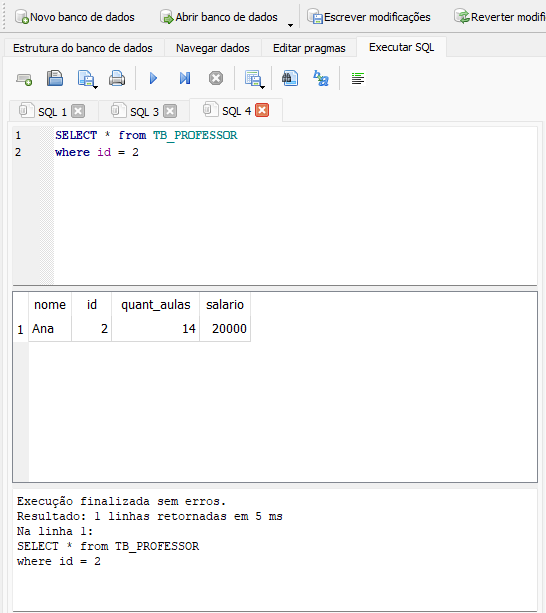 Novo banco de dados Abrir banco de dados Escrever modificações Reverter modifi
Estrutura do banco de dados Navegar dados Editar pragmas Executar SQL
SQL 1 SQL 3 SQL 4
1 SELECT * from TB_PROFESSOR
2 where id = 2
nome id quant_aulas salario
1 Ana 2 14 20000
Execução finalizada sem erros.
Resultado: 1 linhas retornadas em 5 ms
Na linha 1:
SELECT * from TB_PROFESSOR
where id = 2